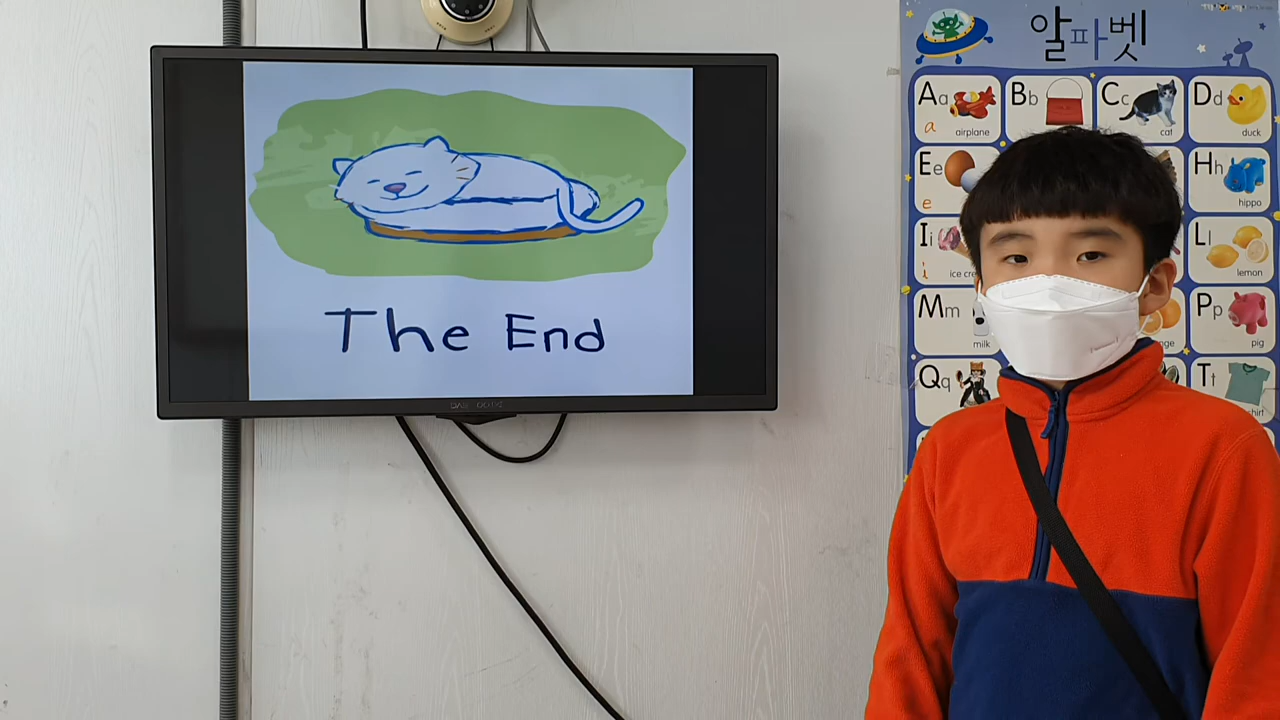 The End
알파벳
Aa
a
airplane
Bb
Cc
cat
Dd
duck
Ee
e
Hh
hippo
Ii
i
Ll
lemon
Mm
milk
Pp
pig
Qq
Tt